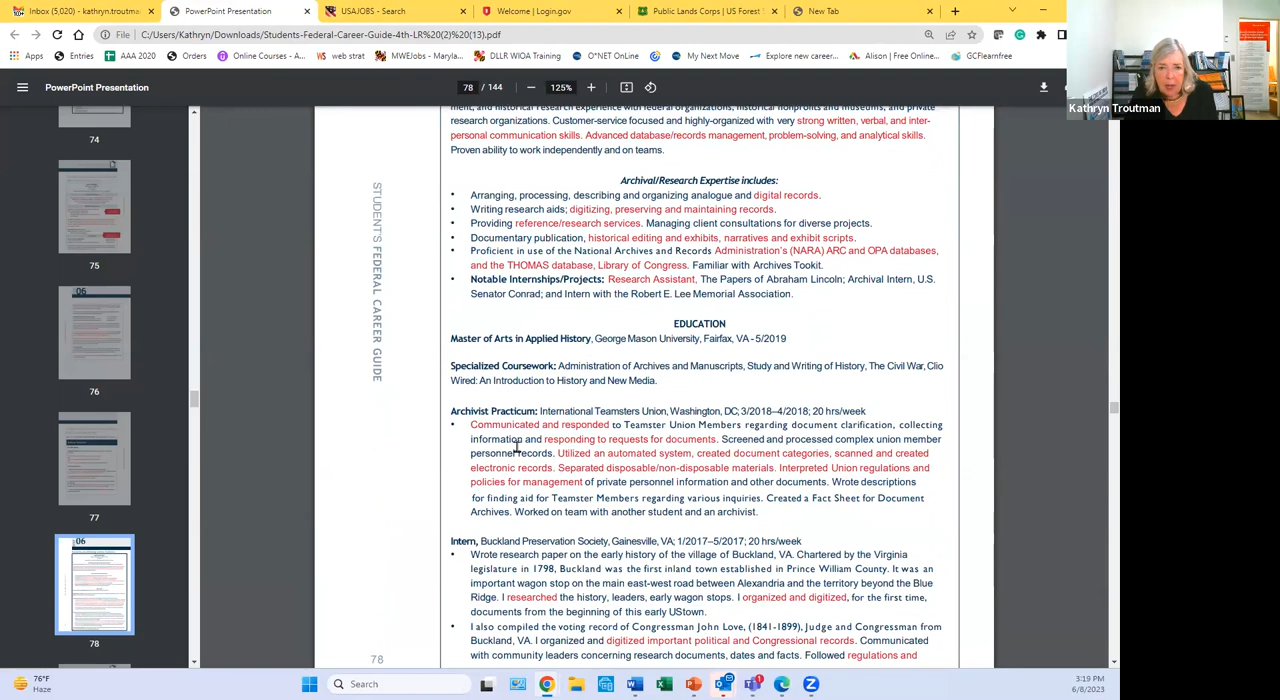 Inbox (5,020) - kathryn.troutma
PowerPoint Presentation
USAJOBS - Search
Welcome | Login.gov
Public Lands Corps | US Forest
New Tab
File
C:/Users/Kathryn/Downloads/Students-Federal-Career-Guide-4th-LR%20(2)%20(13).pdf
Apps
Entries
AAA 2020
Orders
Online Courses - A...
web strat
MWEJobs - Maryla...
DLLR WIOA Training
O*NET OnLine
My Next Move
Explore new career...
Alison | Free Online...
GCFlearnfree
Kathryn Troutman
PowerPoint Presentation
78 / 144
125%
74
75
06
76
77
06
78
STUDENT'S FEDERAL CAREER GUIDE
ment, and historical research experience with federal organizations, historical nonprofits and museums, and private
research organizations. Customer-service focused and highly-organized with very strong written, verbal, and inter-
personal communication skills. Advanced database/records management, problem-solving, and analytical skills.
Proven ability to work independently and on teams.
Archival/Research Expertise includes:
• Arranging, processing, describing and organizing analogue and digital records.
• Writing research aids; digitizing, preserving and maintaining records.
• Providing reference/research services. Managing client consultations for diverse projects.
• Documentary publication, historical editing and exhibits, narratives and exhibit scripts.
• Proficient in use of the National Archives and Records Administration's (NARA) ARC and OPA databases,
and the THOMAS database, Library of Congress. Familiar with Archives Tookit.
• Notable Internships/Projects: Research Assistant, The Papers of Abraham Lincoln; Archival Intern, U.S.
Senator Conrad; and Intern with the Robert E. Lee Memorial Association.
EDUCATION
Master of Arts in Applied History, George Mason University, Fairfax, VA - 5/2019
Specialized Coursework: Administration of Archives and Manuscripts, Study and Writing of History, The Civil War, Clio
Wired: An Introduction to History and New Media.
Archivist Practicum: International Teamsters Union, Washington, DC; 3/2018–4/2018; 20 hrs/week
• Communicated and responded to Teamster Union Members regarding document clarification, collecting
information and responding to requests for documents. Screened and processed complex union member
personnel records. Utilized an automated system, created document categories, scanned and created
electronic records. Separated disposable/non-disposable materials. Interpreted Union regulations and
policies for management of private personnel information and other documents. Wrote descriptions
for finding aid for Teamster Members regarding various inquiries. Created a Fact Sheet for Document
Archives. Worked on team with another student and an archivist.
Intern, Buckland Preservation Society, Gainesville, VA; 1/2017–5/2017; 20 hrs/week
• Wrote research paper on the early history of the village of Buckland, VA. Chartered by the Virginia
legislature in 1798, Buckland was the first inland town established in Prince William County. It was an
important wagon stop on the main east-west road between Alexandria and the territory beyond the Blue
Ridge. I researched the history, leaders, early wagon stops. I organized and digitized, for the first time,
documents from the beginning of this early UStown.
• I also compiled the voting record of Congressman John Love, (1841-1899), Judge and Congressman from
Buckland, VA. I organized and digitized important political and Congressional records. Communicated
with community leaders concerning research documents, dates and facts. Followed regulations and
78
76°F
Haze
Search
3:19 PM
6/8/2023